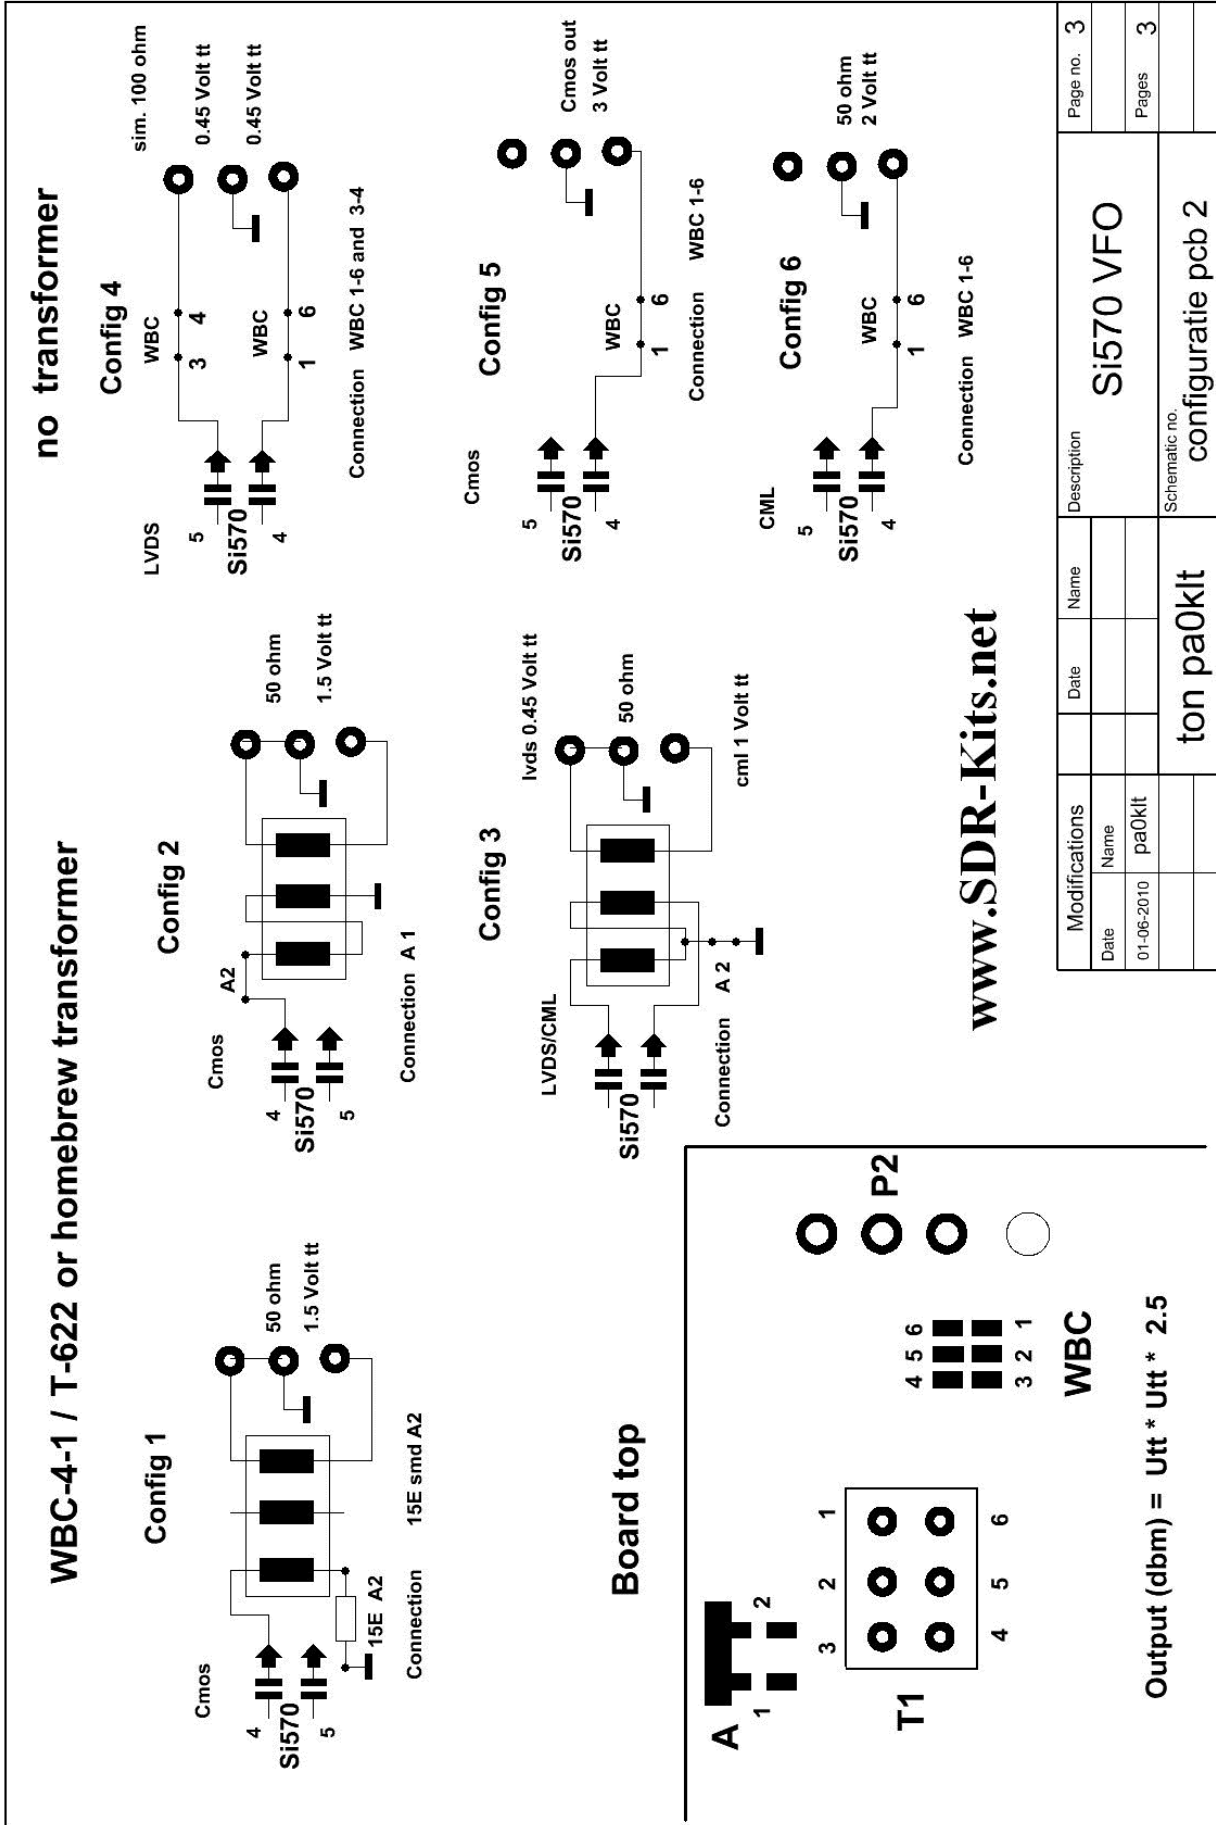 WBC-4-1 / T-622 or homebrew transformer
no transformer
Config 1
Cmos
4
Si570
5
15E A2
50 ohm
1.5 Volt tt
Connection 15E smd A2
Config 2
Cmos
A2
4
Si570
5
50 ohm
1.5 Volt tt
Connection A 1
Config 3
LVDS/CML
Si570
lvds 0.45 Volt tt
50 ohm
cml 1 Volt tt
Connection A 2
Config 4
LVDS
5
Si570
4
WBC
3 4
WBC
1 6
sim. 100 ohm
0.45 Volt tt
0.45 Volt tt
Connection WBC 1-6 and 3-4
Config 5
Cmos
5
Si570
4
WBC
1 6
Cmos out
3 Volt tt
Connection WBC 1-6
Config 6
CML
5
Si570
4
WBC
1 6
50 ohm
2 Volt tt
Connection WBC 1-6
Board top
A
1 2
T1
3 2 1
4 5 6
4 5 6
3 2 1
WBC
P2
Output (dbm) = Utt * Utt * 2.5
www.SDR-Kits.net
Modifications
Date Name
01-06-2010 pa0klt
Date Name
ton pa0klt
Description
Si570 VFO
Schematic no.
configuratie pcb 2
Page no. 3
Pages 3